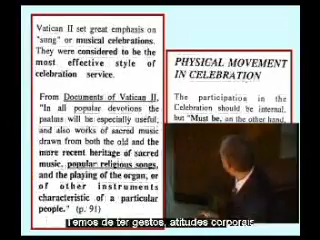 Vatican II set great emphasis on
"sung" or musical celebrations.
They were considered to be the
most effective style of
celebration service.
From Documents of Vatican II,
"In all popular devotions the
psalms will be especially useful,
and also works of sacred music
drawn from both the old and the
more recent heritage of sacred
music, popular religious songs,
and the playing of the organ, or
of other instruments
characteristic of a particular
people." (p. 91)
PHYSICAL MOVEMENT
IN CELEBRATION
The participation in the
Celebration should be internal,
but "Must be, on the other hand,
Temos de ter gestos, atitudes corporais